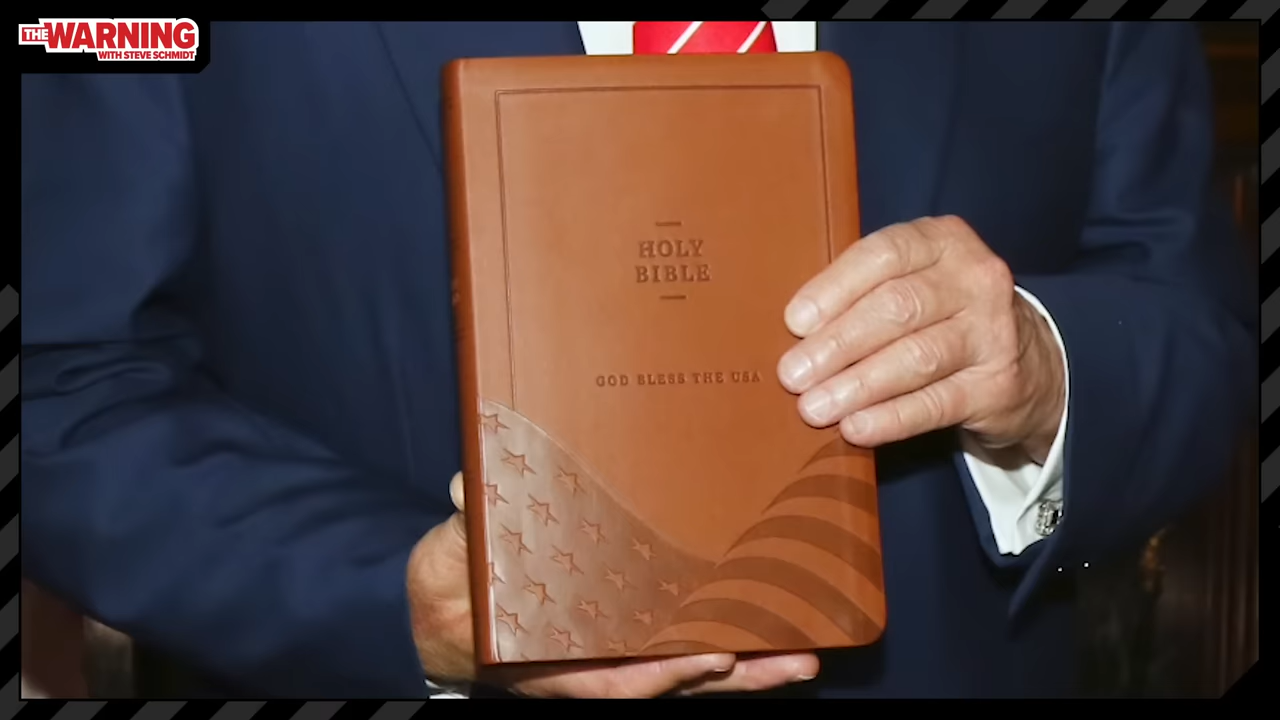 THE WARNING
WITH STEVE SCHMIDT
HOLY
BIBLE
GOD BLESS THE USA